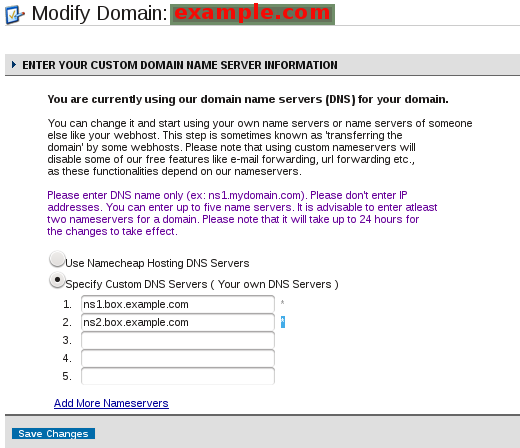 Modify Domain: example.com
ENTER YOUR CUSTOM DOMAIN NAME SERVER INFORMATION
You are currently using our domain name servers (DNS) for your domain.
You can change it and start using your own name servers or name servers of someone
else like your webhost. This step is sometimes known as 'transferring the
domain' by some webhosts. Please note that using custom nameservers will
disable some of our free features like e-mail forwarding, url forwarding etc.,
as these functionalities depend on our nameservers.
Please enter DNS name only (ex: ns1.mydomain.com). Please don't enter IP
addresses. You can enter up to five name servers. It is advisable to enter atleast
two nameservers for a domain. Please note that it will take up to 24 hours for
the changes to take effect.
Use Namecheap Hosting DNS Servers
Specify Custom DNS Servers ( Your own DNS Servers )
1. ns1.box.example.com *
2. ns2.box.example.com *
3.
4.
5.
Add More Nameservers
Save Changes